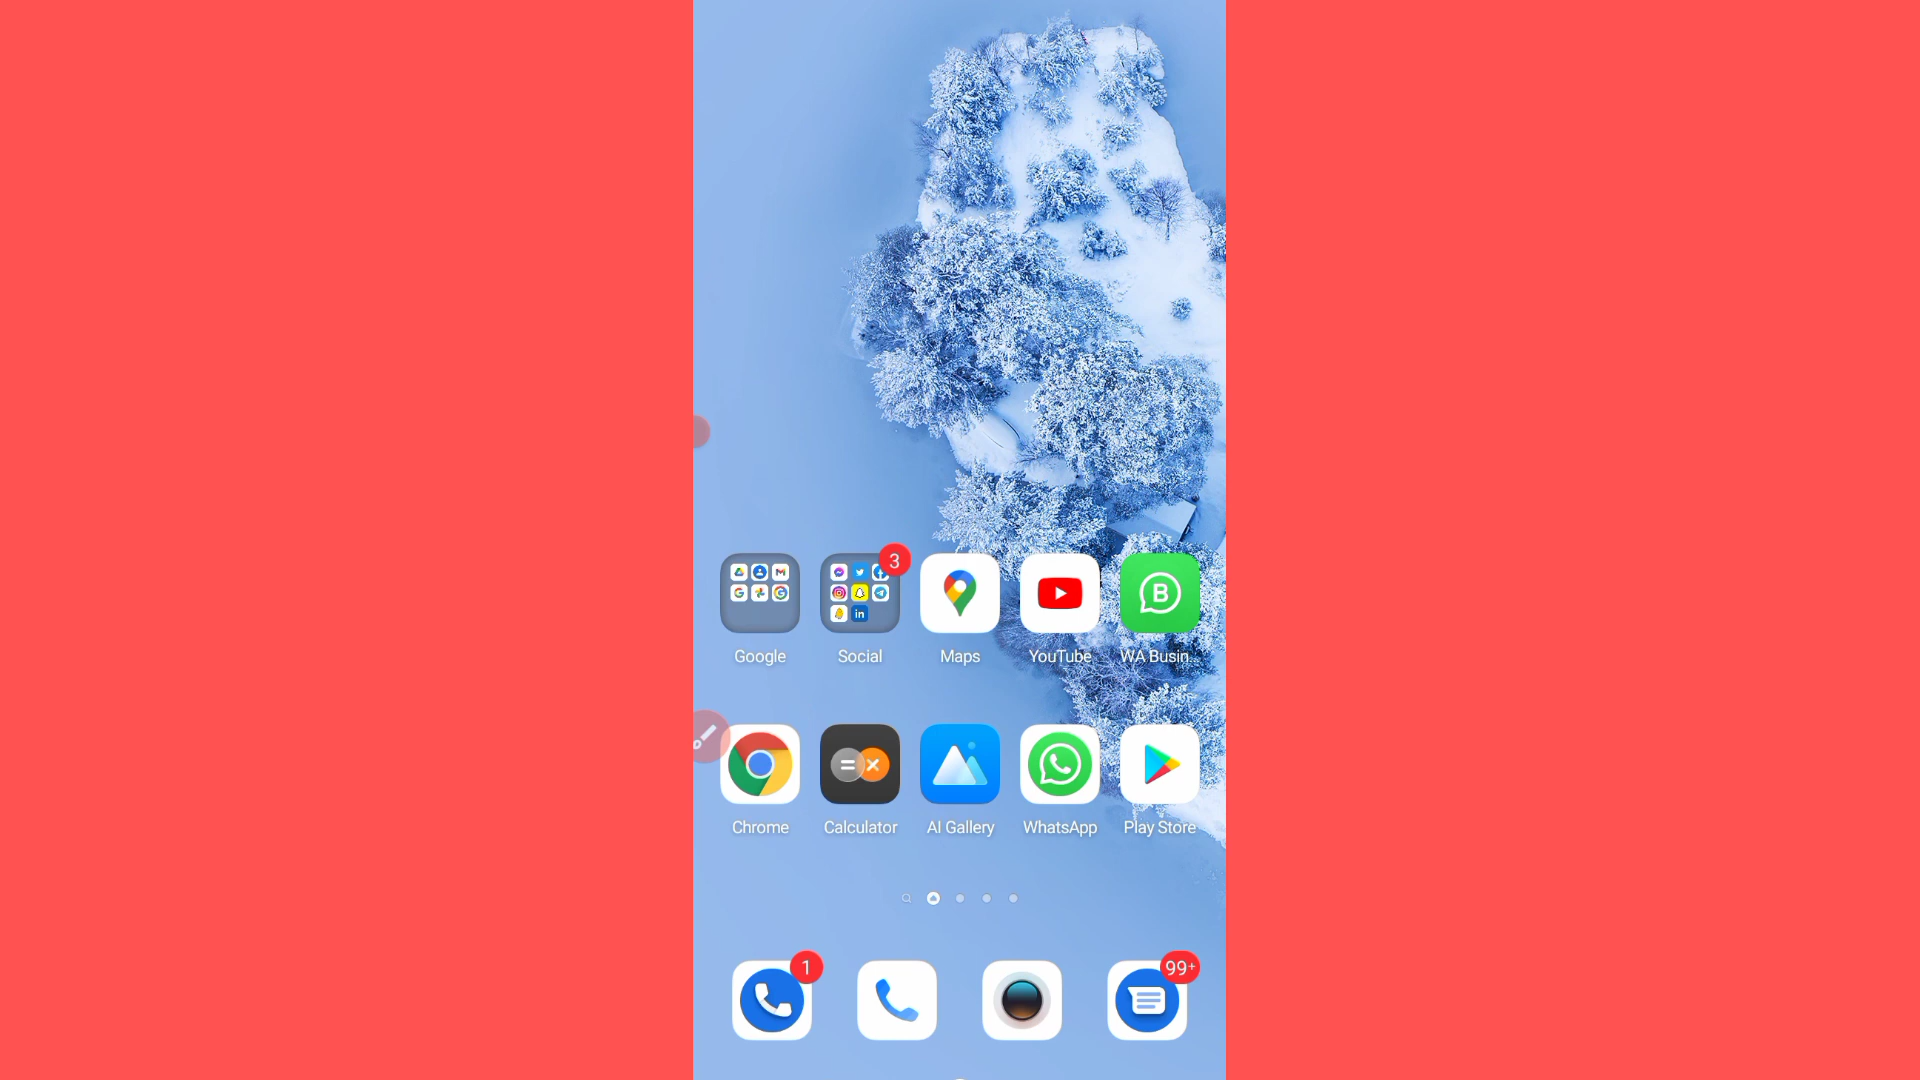 3
B
Google
Social
Maps
YouTube
WA Busin
Chrome
Calculator
AI Gallery
WhatsApp
Play Store
1
99+